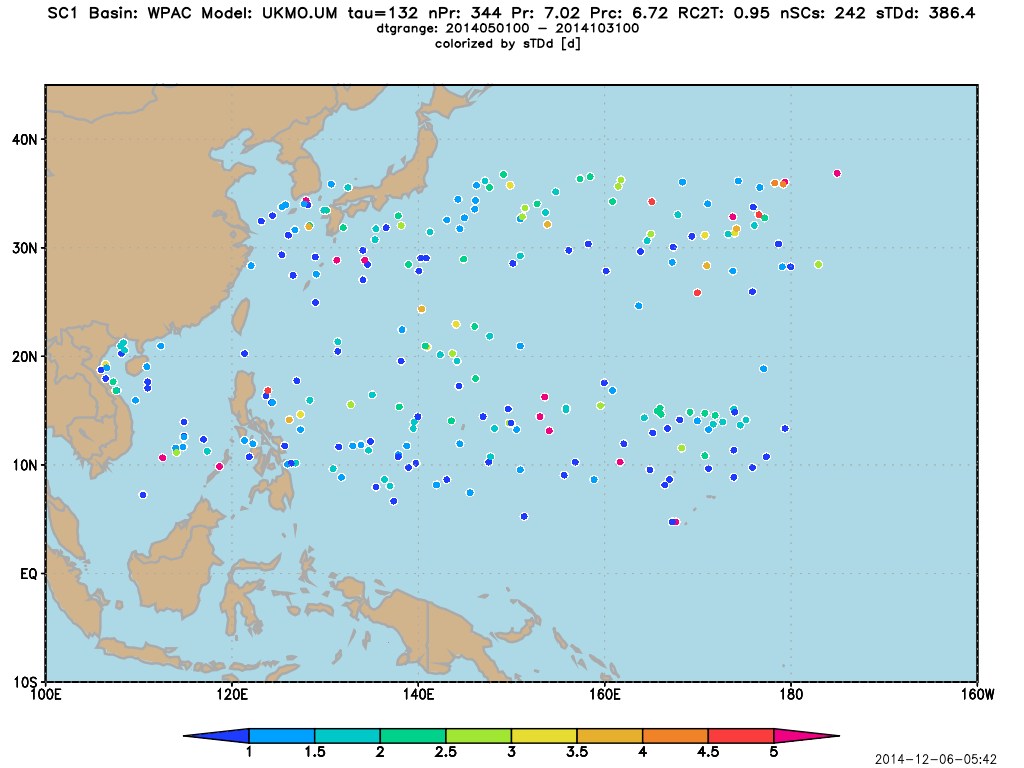 SC1 Basin: WPAC Model: UKMO.UM tau=132 nPr: 344 Pr: 7.02 Prc: 6.72 RC2T: 0.95 nSCs: 242 sTDd: 386.4
dtgrange: 2014050100 - 2014103100
colorized by sTDd [d]
40N
30N
20N
10N
EQ
10S
100E 120E 140E 160E 180 160W
1 1.5 2 2.5 3 3.5 4 4.5 5
2014-12-06-05:42